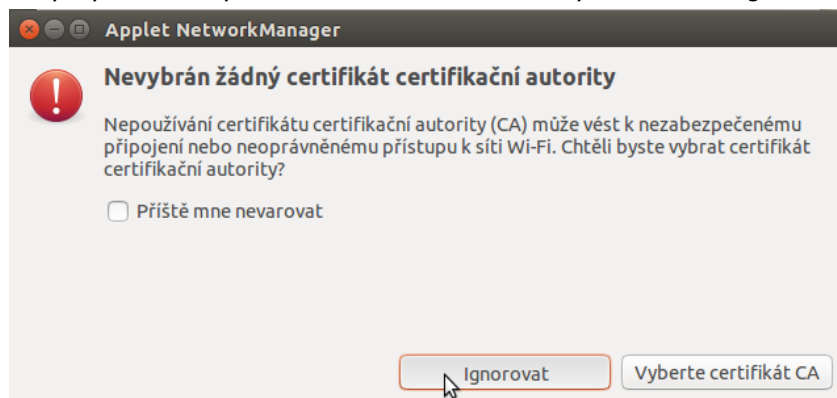 Applet NetworkManager
Nevybrán žádný certifikát certifikační autority
Nepoužívání certifikátu certifikační autority (CA) může vést k nezabezpečenému
připojení nebo neoprávněnému přístupu k síti Wi-Fi. Chtěli byste vybrat certifikát
certifikační autority?
Příště mne nevarovat
Ignorovat
Vyberte certifikát CA